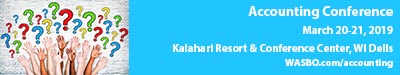 Accounting Conference
March 20-21, 2019
Kalahari Resort & Conference Center, WI Dells
WASBO.com/accounting